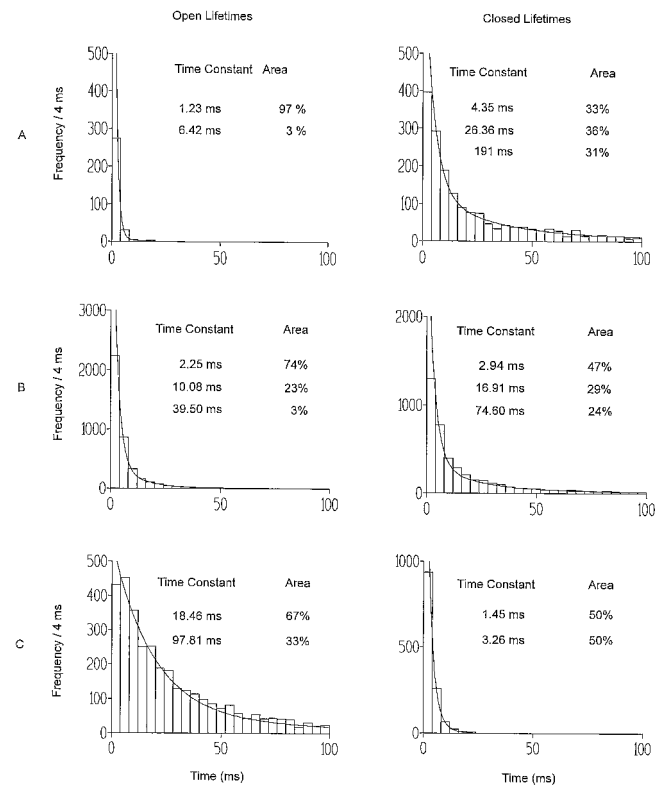 Open Lifetimes
Closed Lifetimes
A
Frequency / 4 ms
500
400
300
200
100
0
0
50
100
Time Constant Area
1.23 ms 97 %
6.42 ms 3 %
500
400
300
200
100
0
0
50
100
Time Constant Area
4.35 ms 33%
26.36 ms 36%
191 ms 31%
B
Frequency / 4 ms
3000
2000
1000
0
0
50
100
Time Constant Area
2.25 ms 74%
10.08 ms 23%
39.50 ms 3%
2000
1000
0
0
50
100
Time Constant Area
2.94 ms 47%
16.91 ms 29%
74.60 ms 24%
C
Frequency / 4 ms
500
400
300
200
100
0
0
50
100
Time (ms)
Time Constant Area
18.46 ms 67%
97.81 ms 33%
1000
500
0
0
50
100
Time (ms)
Time Constant Area
1.45 ms 50%
3.26 ms 50%